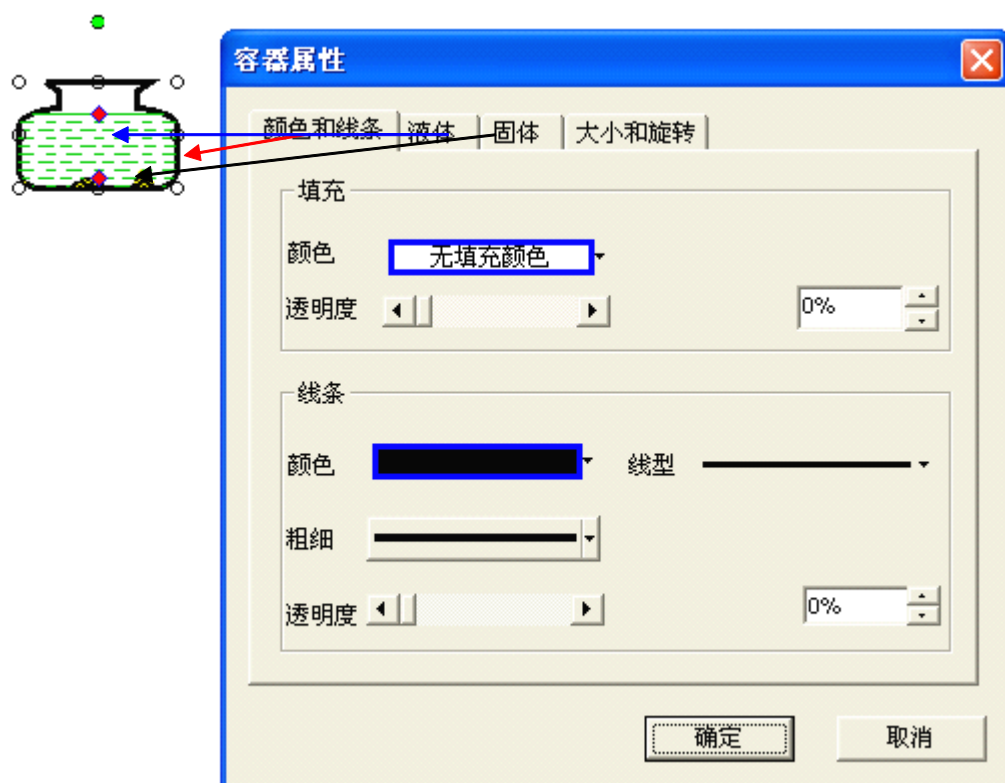 容器属性
颜色和线条 液体 固体 大小和旋转
填充
颜色 无填充颜色
透明度 0%
线条
颜色 线型
粗细
透明度 0%
确定 取消